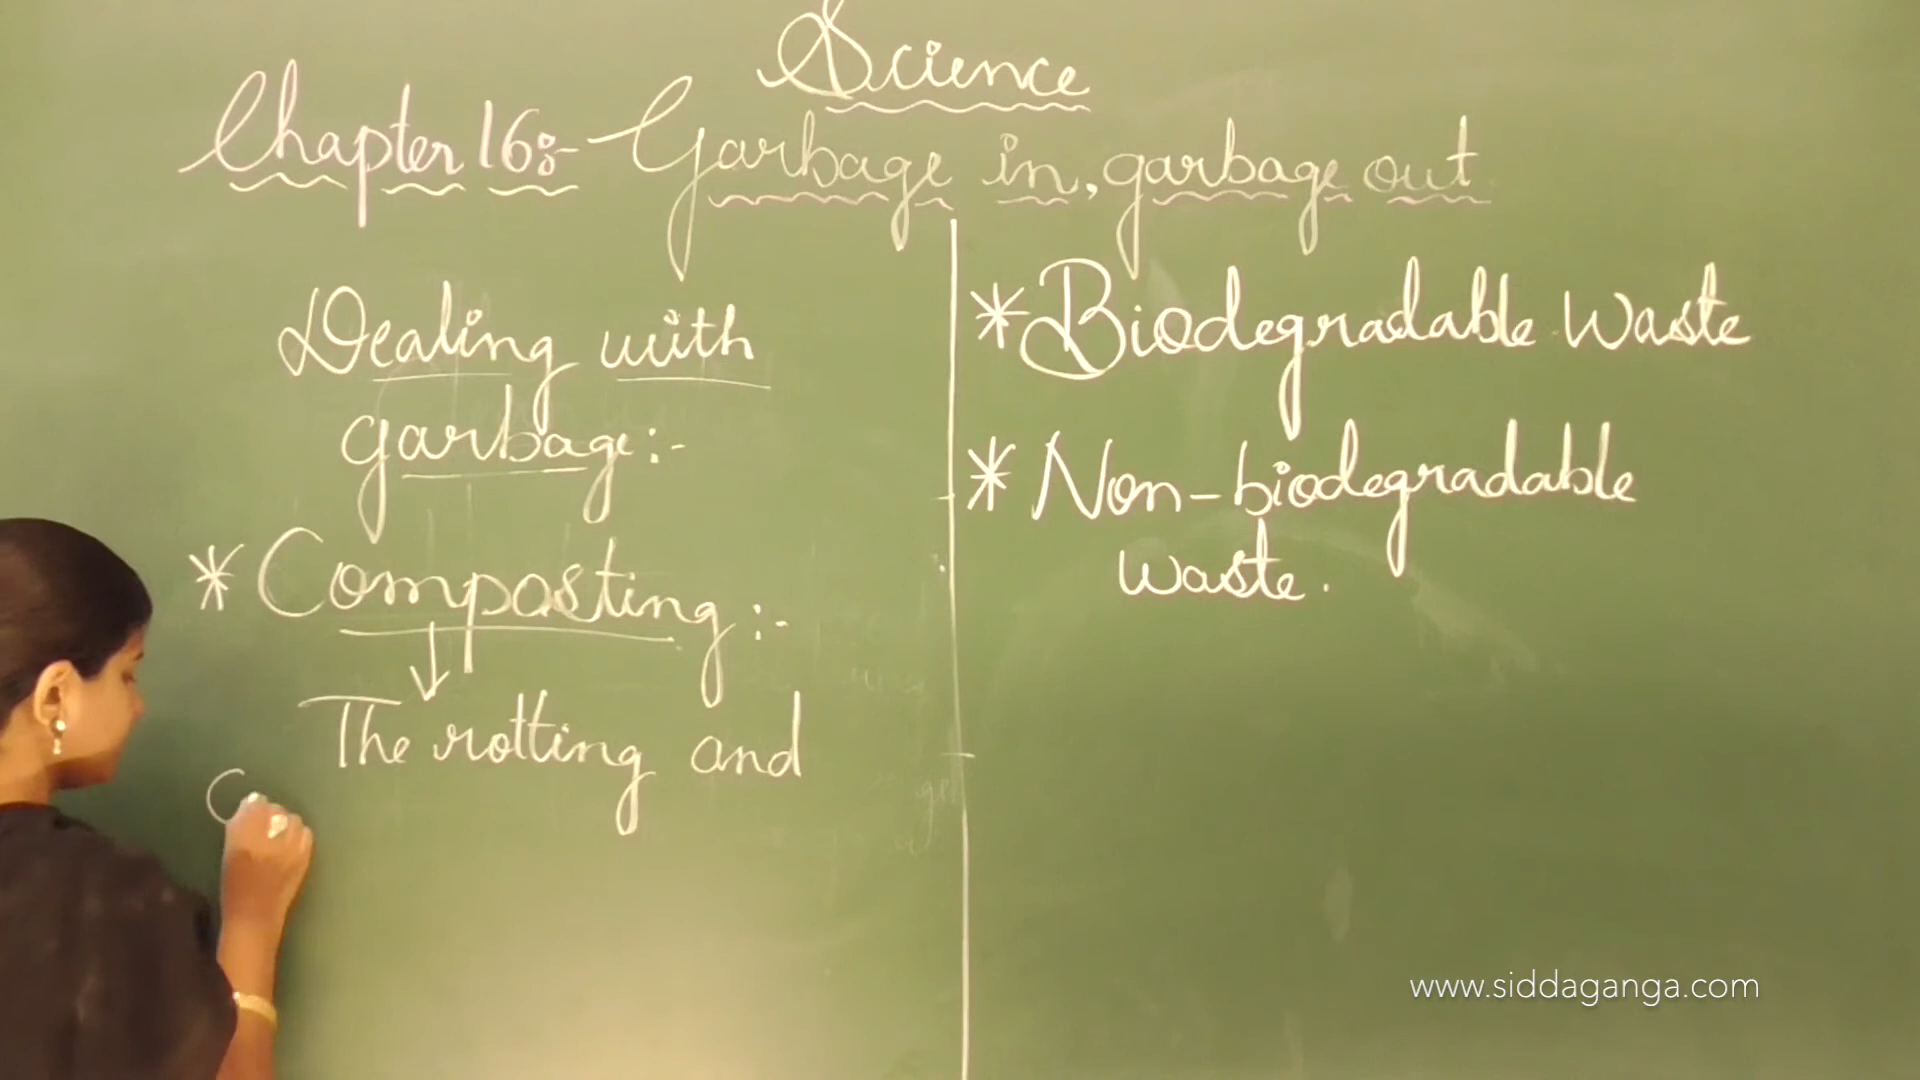 Science
Chapter 16:- Garbage in, garbage out.
Dealing with
garbage:-
* Composting:-
The rotting and
C
* Biodegradable Waste
* Non-biodegradable
waste.
www.siddaganga.com